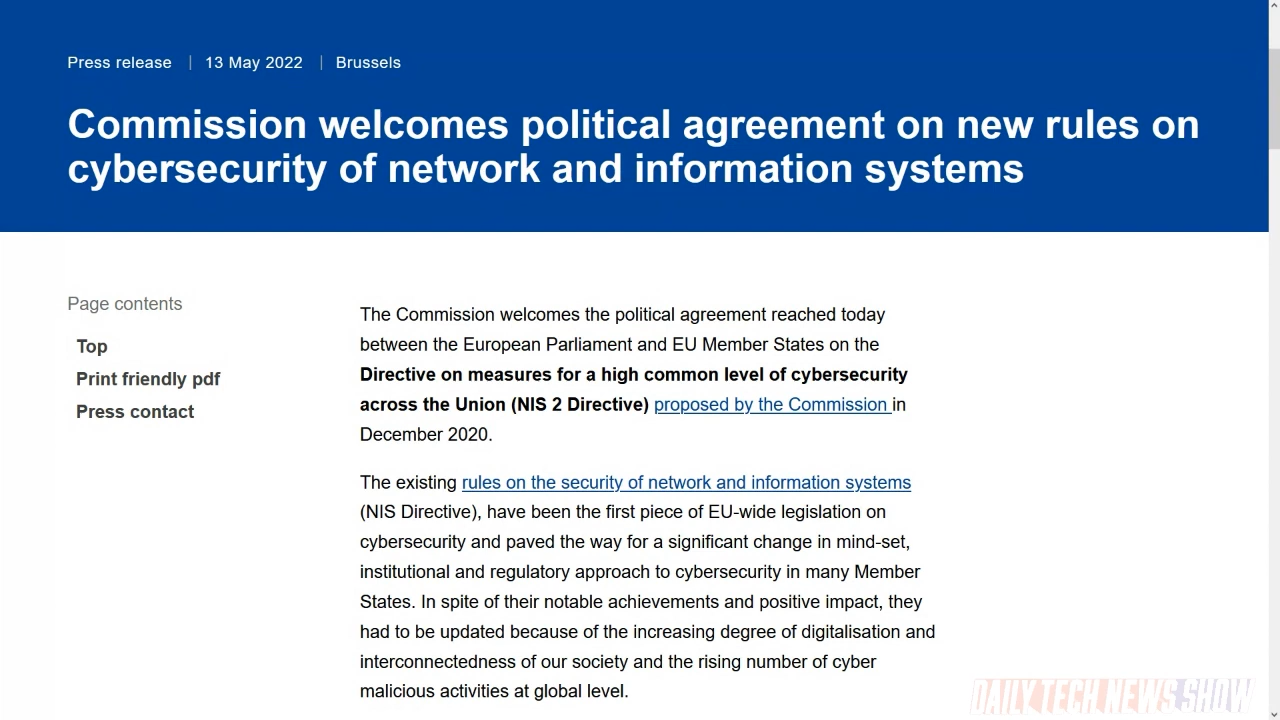 Press release | 13 May 2022 | Brussels
Commission welcomes political agreement on new rules on
cybersecurity of network and information systems
Page contents
Top
Print friendly pdf
Press contact
The Commission welcomes the political agreement reached today
between the European Parliament and EU Member States on the
Directive on measures for a high common level of cybersecurity
across the Union (NIS 2 Directive) proposed by the Commission in
December 2020.
The existing rules on the security of network and information systems
(NIS Directive), have been the first piece of EU-wide legislation on
cybersecurity and paved the way for a significant change in mind-set,
institutional and regulatory approach to cybersecurity in many Member
States. In spite of their notable achievements and positive impact, they
had to be updated because of the increasing degree of digitalisation and
interconnectedness of our society and the rising number of cyber
malicious activities at global level.
DAILY TECH NEWS SHOW